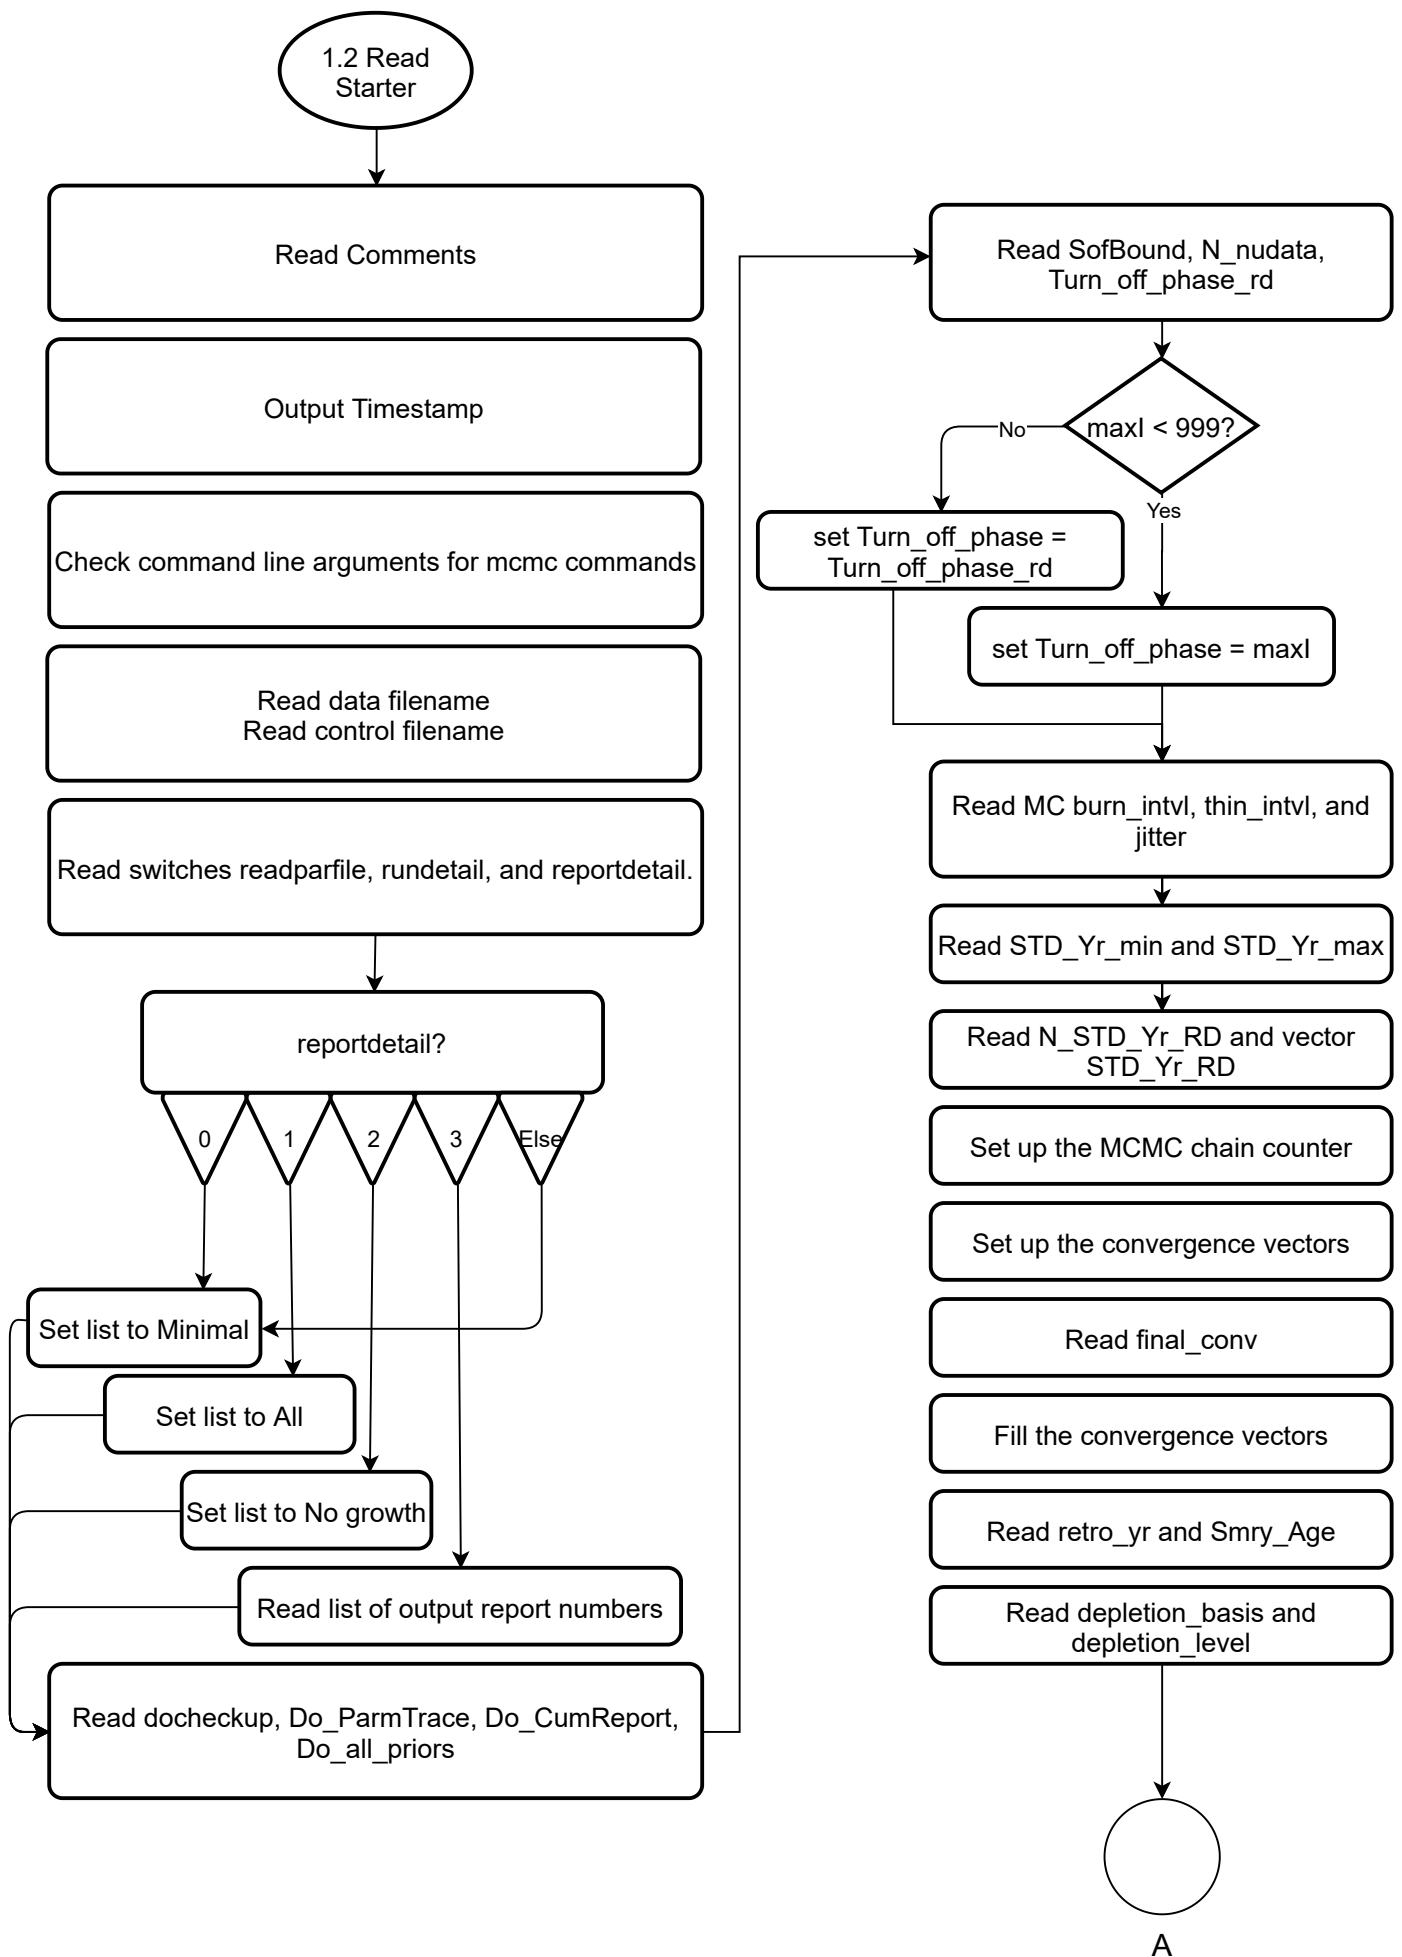 1.2 Read
Starter
Read Comments
Output Timestamp
Check command line arguments for mcmc commands
Read data filename
Read control filename
Read switches readparfile, rundetail, and reportdetail.
reportdetail?
0
1
2
3
Else
Set list to Minimal
Set list to All
Set list to No growth
Read list of output report numbers
Read docheckup, Do_ParmTrace, Do_CumReport,
Do_all_priors
Read SofBound, N_nudata,
Turn_off_phase_rd
maxI < 999?
No
Yes
set Turn_off_phase =
Turn_off_phase_rd
set Turn_off_phase = maxI
Read MC burn_intvl, thin_intvl, and
jitter
Read STD_Yr_min and STD_Yr_max
Read N_STD_Yr_RD and vector
STD_Yr_RD
Set up the MCMC chain counter
Set up the convergence vectors
Read final_conv
Fill the convergence vectors
Read retro_yr and Smry_Age
Read depletion_basis and
depletion_level
A